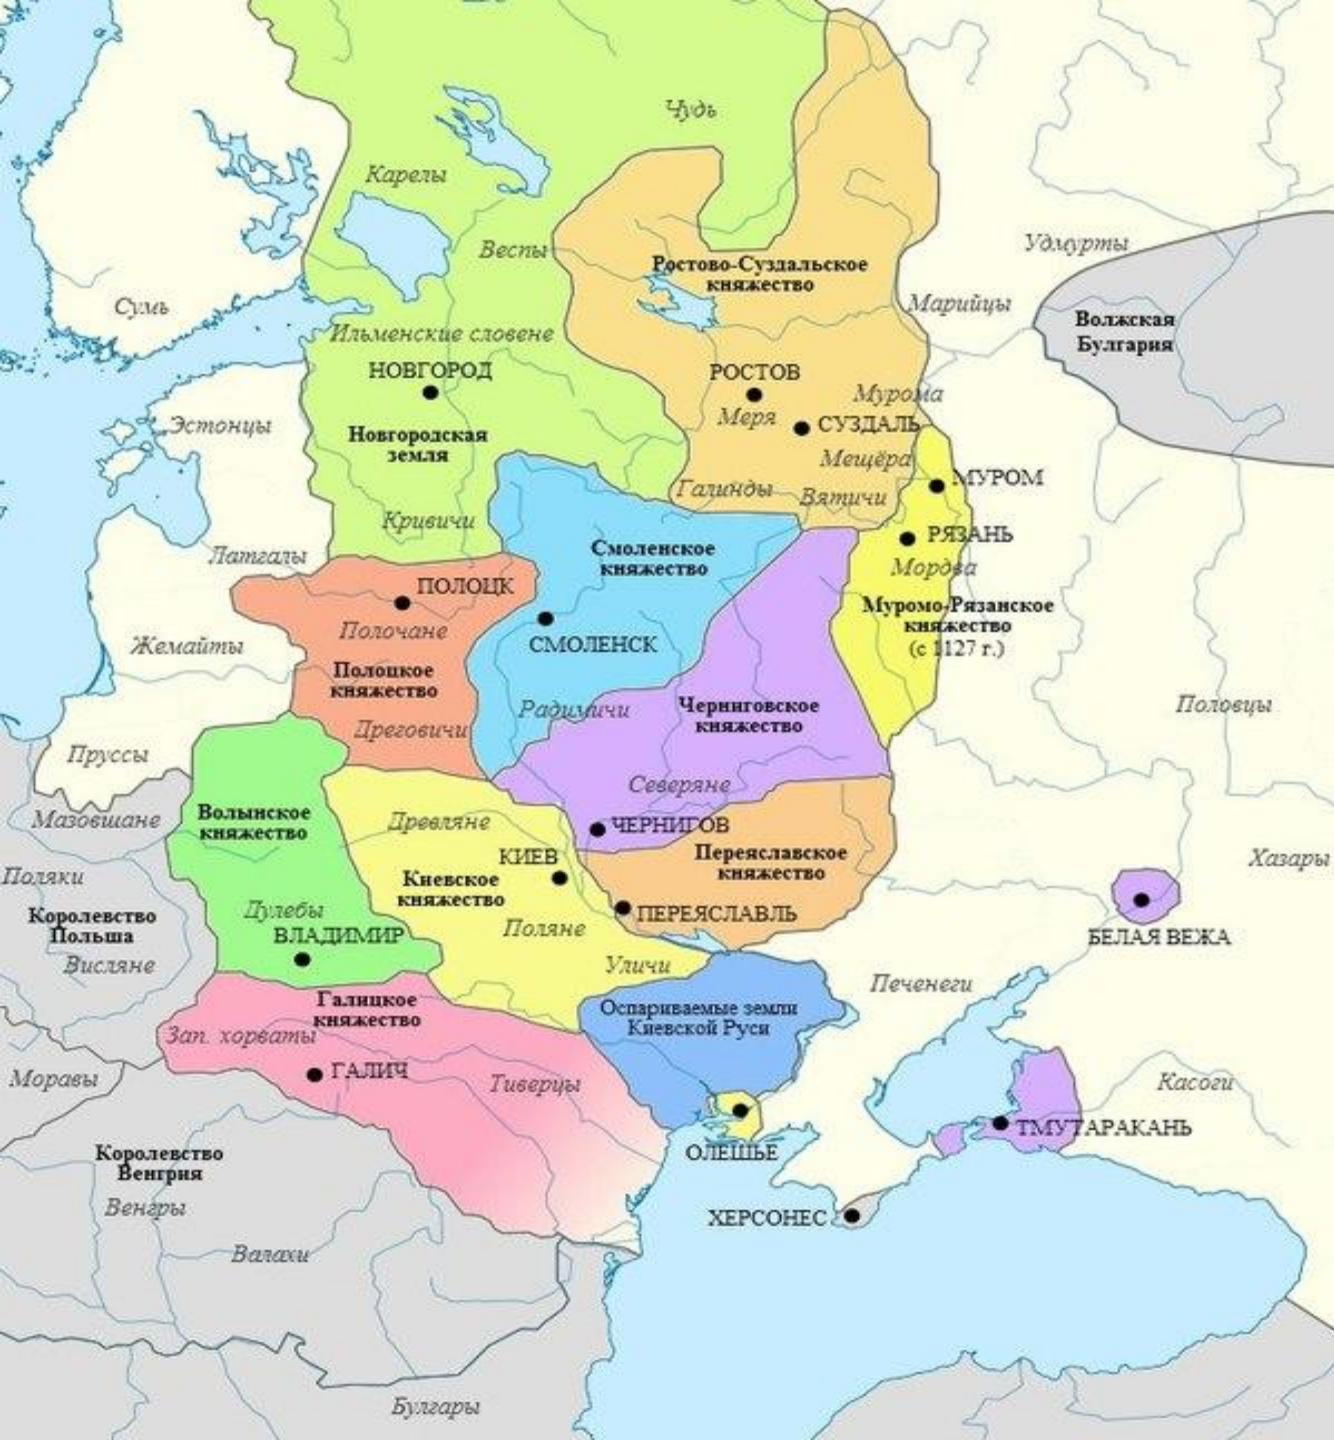 Чудь
Карелы
Веспы
Удмурты
Ростово-Суздальское
княжество
Марийцы
Сумь
Волжская
Булгария
Ильменские словене
НОВГОРОД
РОСТОВ
Мурома
Меря
СУЗДАЛЬ
Эстонцы
Новгородская
земля
Мещёра
МУРОМ
Галинды
Вятичи
Кривичи
РЯЗАНЬ
Латгалы
Смоленское
княжество
Мордва
ПОЛОЦК
Муромо-Рязанское
княжество
(с 1127 г.)
Полочане
СМОЛЕНСК
Жемайты
Полоцкое
княжество
Радимичи
Черниговское
княжество
Половцы
Дреговичи
Пруссы
Северяне
Мазовшане
Волынское
княжество
Древляне
ЧЕРНИГОВ
КИЕВ
Переяславское
княжество
Хазары
Поляки
Киевское
княжество
Королевство
Польша
Дулебы
ПЕРЕЯСЛАВЛЬ
ВЛАДИМИР
Поляне
БЕЛАЯ ВЕЖА
Висляне
Уличи
Печенеги
Галицкое
княжество
Оспариваемые земли
Киевской Руси
Зап. хорваты
Моравы
ГАЛИЧ
Тиверцы
Касоги
ТМУТАРАКАНЬ
Королевство
Венгрия
ОЛЕШЬЕ
Венгры
ХЕРСОНЕС
Валахи
Булгары